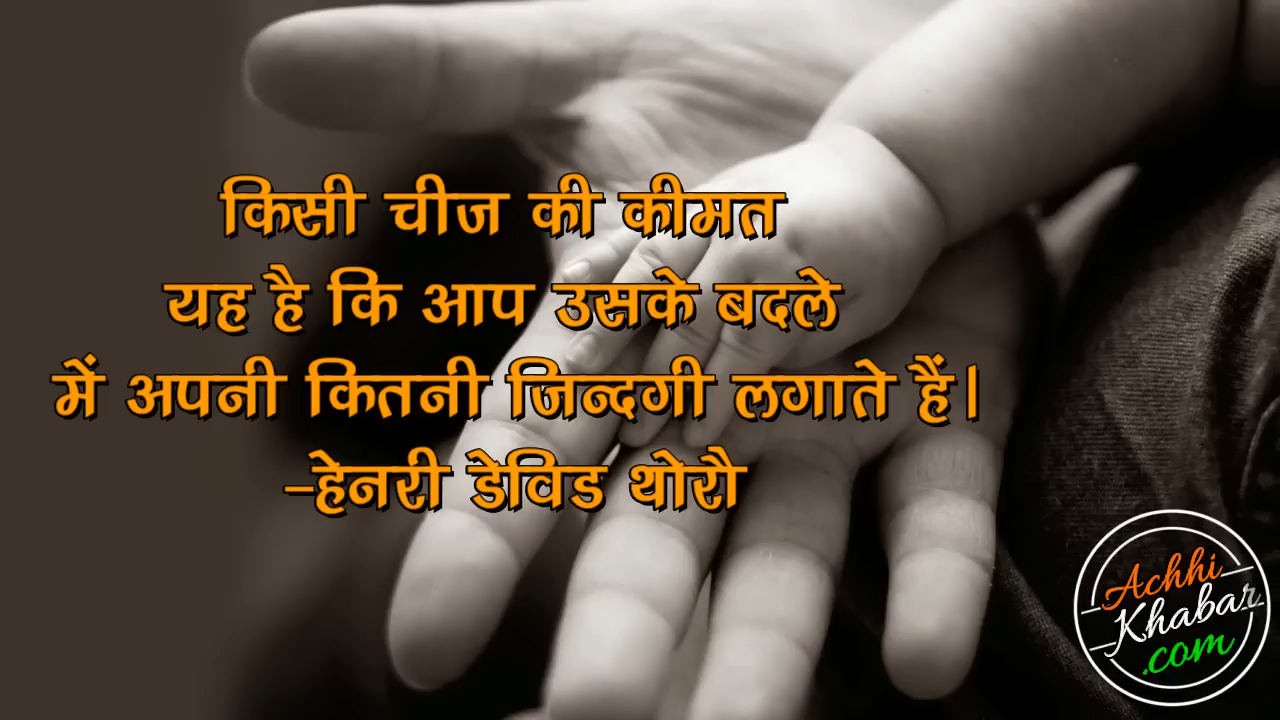 किसी चीज की कीमत
यह है कि आप उसके बदले
में अपनी कितनी जिन्दगी लगाते हैं।
-हेनरी डेविड थोरौ
Achhi
Khabar
.com